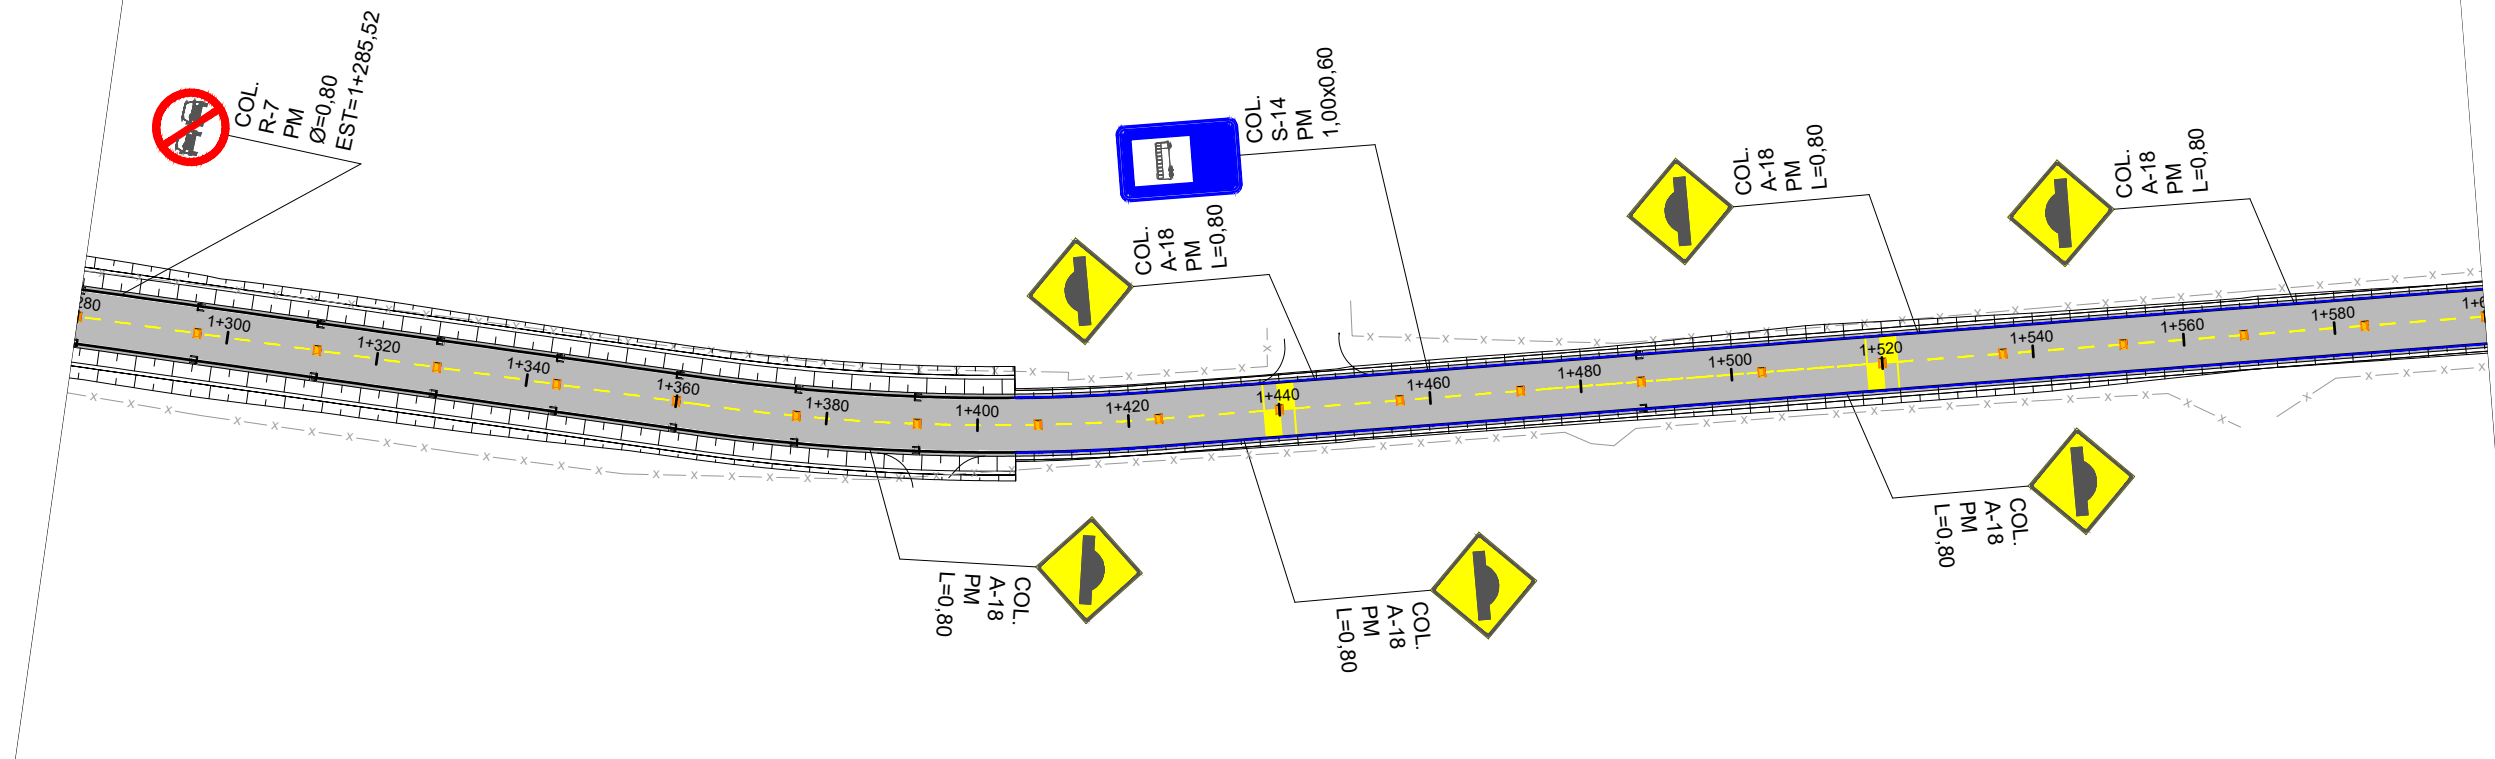 COL.
R-7
PM
Ø=0,80
EST=1+285,52
COL.
S-14
PM
1,00x0,60
COL.
A-18
PM
L=0,80
COL.
A-18
PM
L=0,80
COL.
A-18
PM
L=0,80
280
1+300
1+320
1+340
1+360
1+380
1+400
1+420
1+440
1+460
1+480
1+500
1+520
1+540
1+560
1+580
1+6
COL.
A-18
PM
L=0,80
COL.
A-18
PM
L=0,80
COL.
A-18
PM
L=0,80